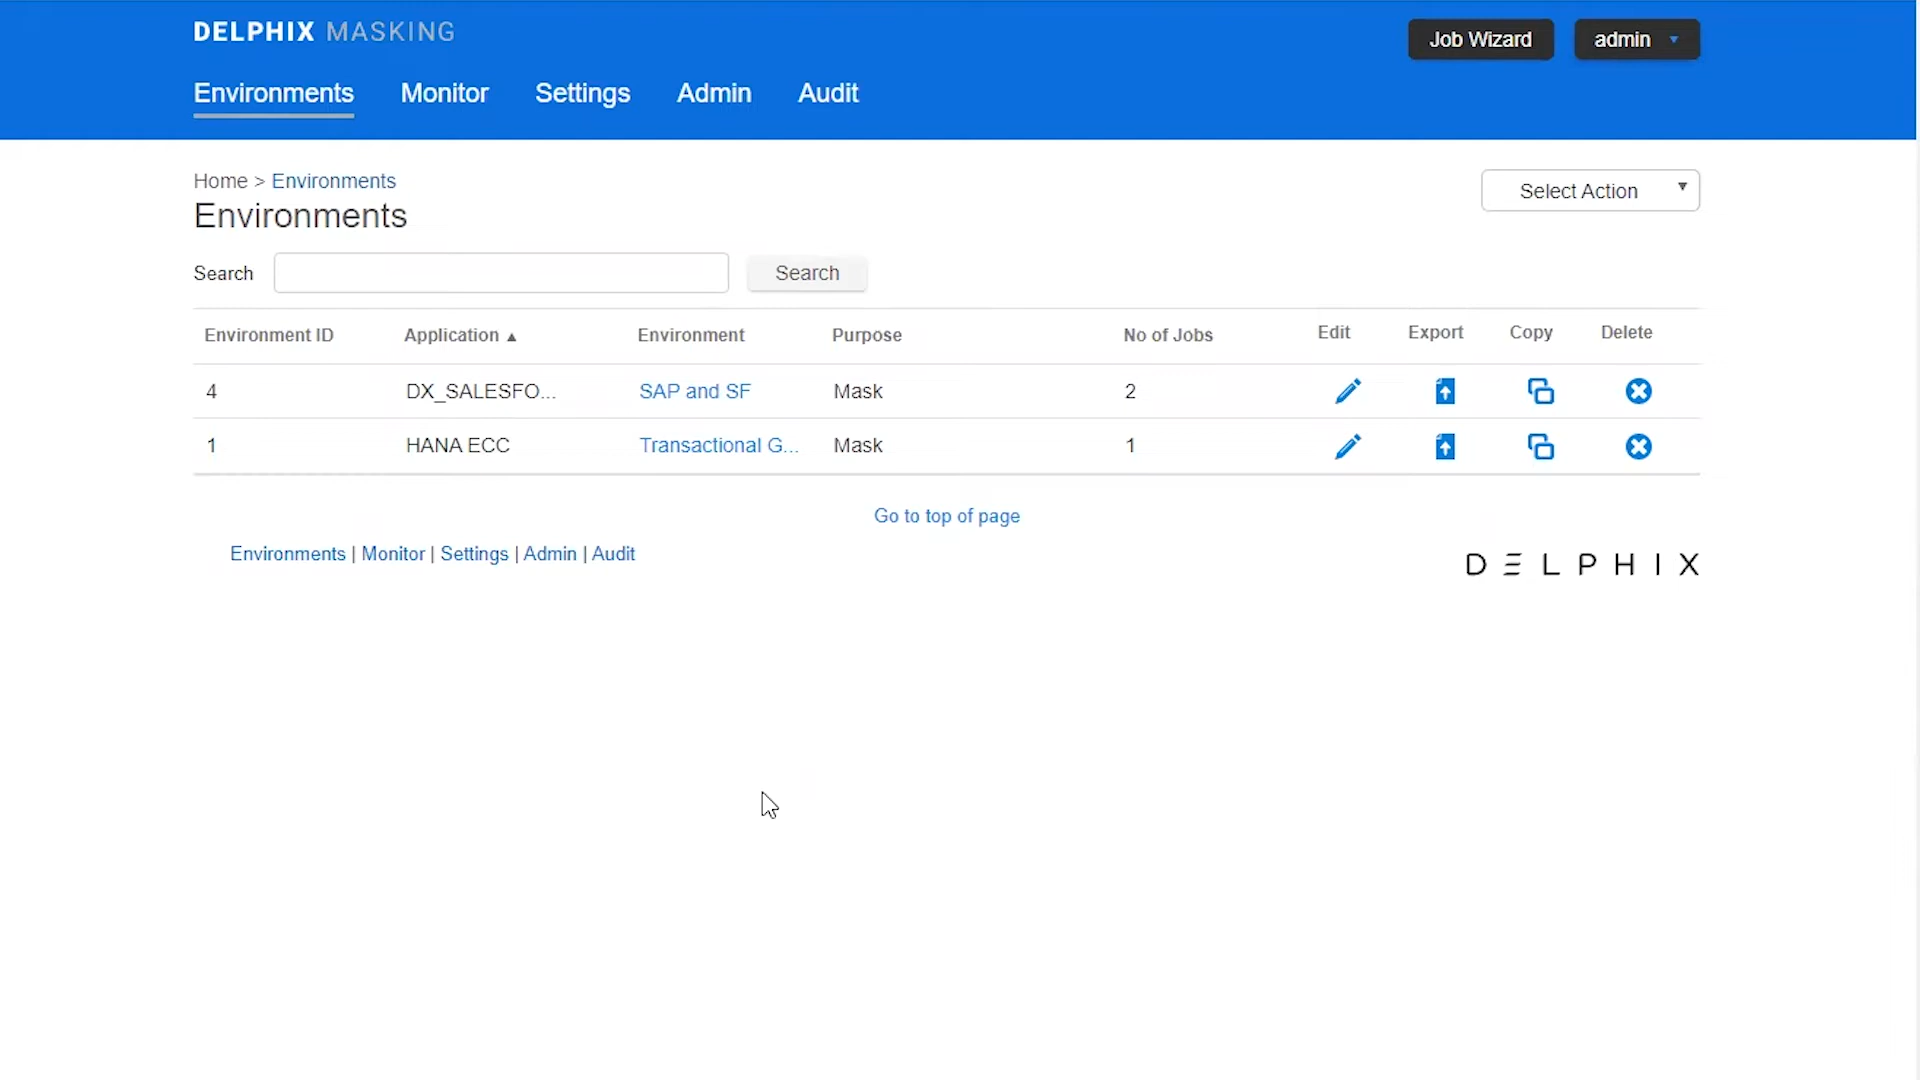 DELPHIX MASKING
Job Wizard
admin
Environments Monitor Settings Admin Audit
Home > Environments
Select Action
Environments
Search Search
Environment ID Application ▲ Environment Purpose No of Jobs Edit Export Copy Delete
4 DX_SALESFO... SAP and SF Mask 2
1 HANA ECC Transactional G... Mask 1
Go to top of page
Environments | Monitor | Settings | Admin | Audit
DELPHIX